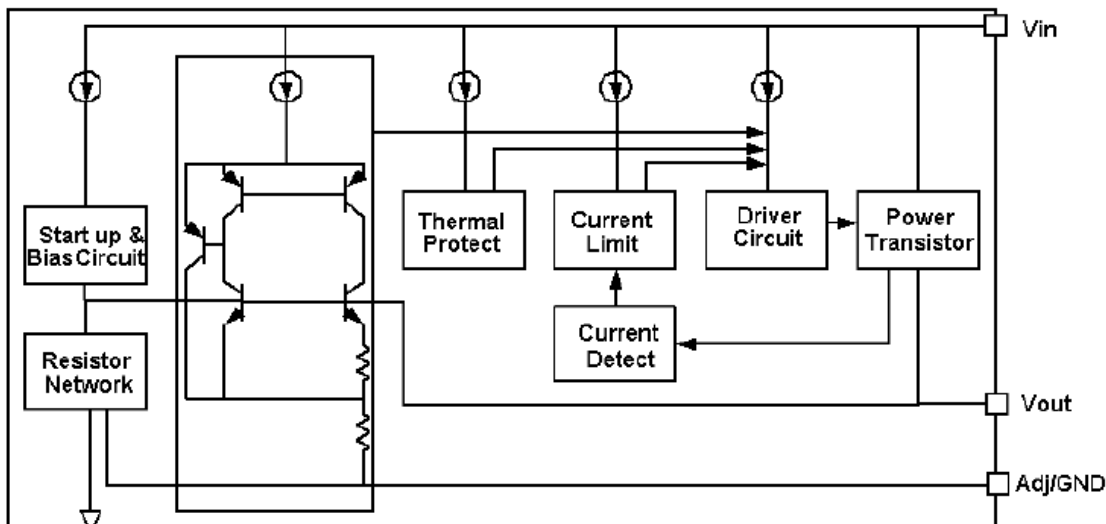 Vin
Start up &
Bias Circuit
Thermal
Protect
Current
Limit
Driver
Circuit
Power
Transistor
Resistor
Network
Current
Detect
Vout
Adj/GND